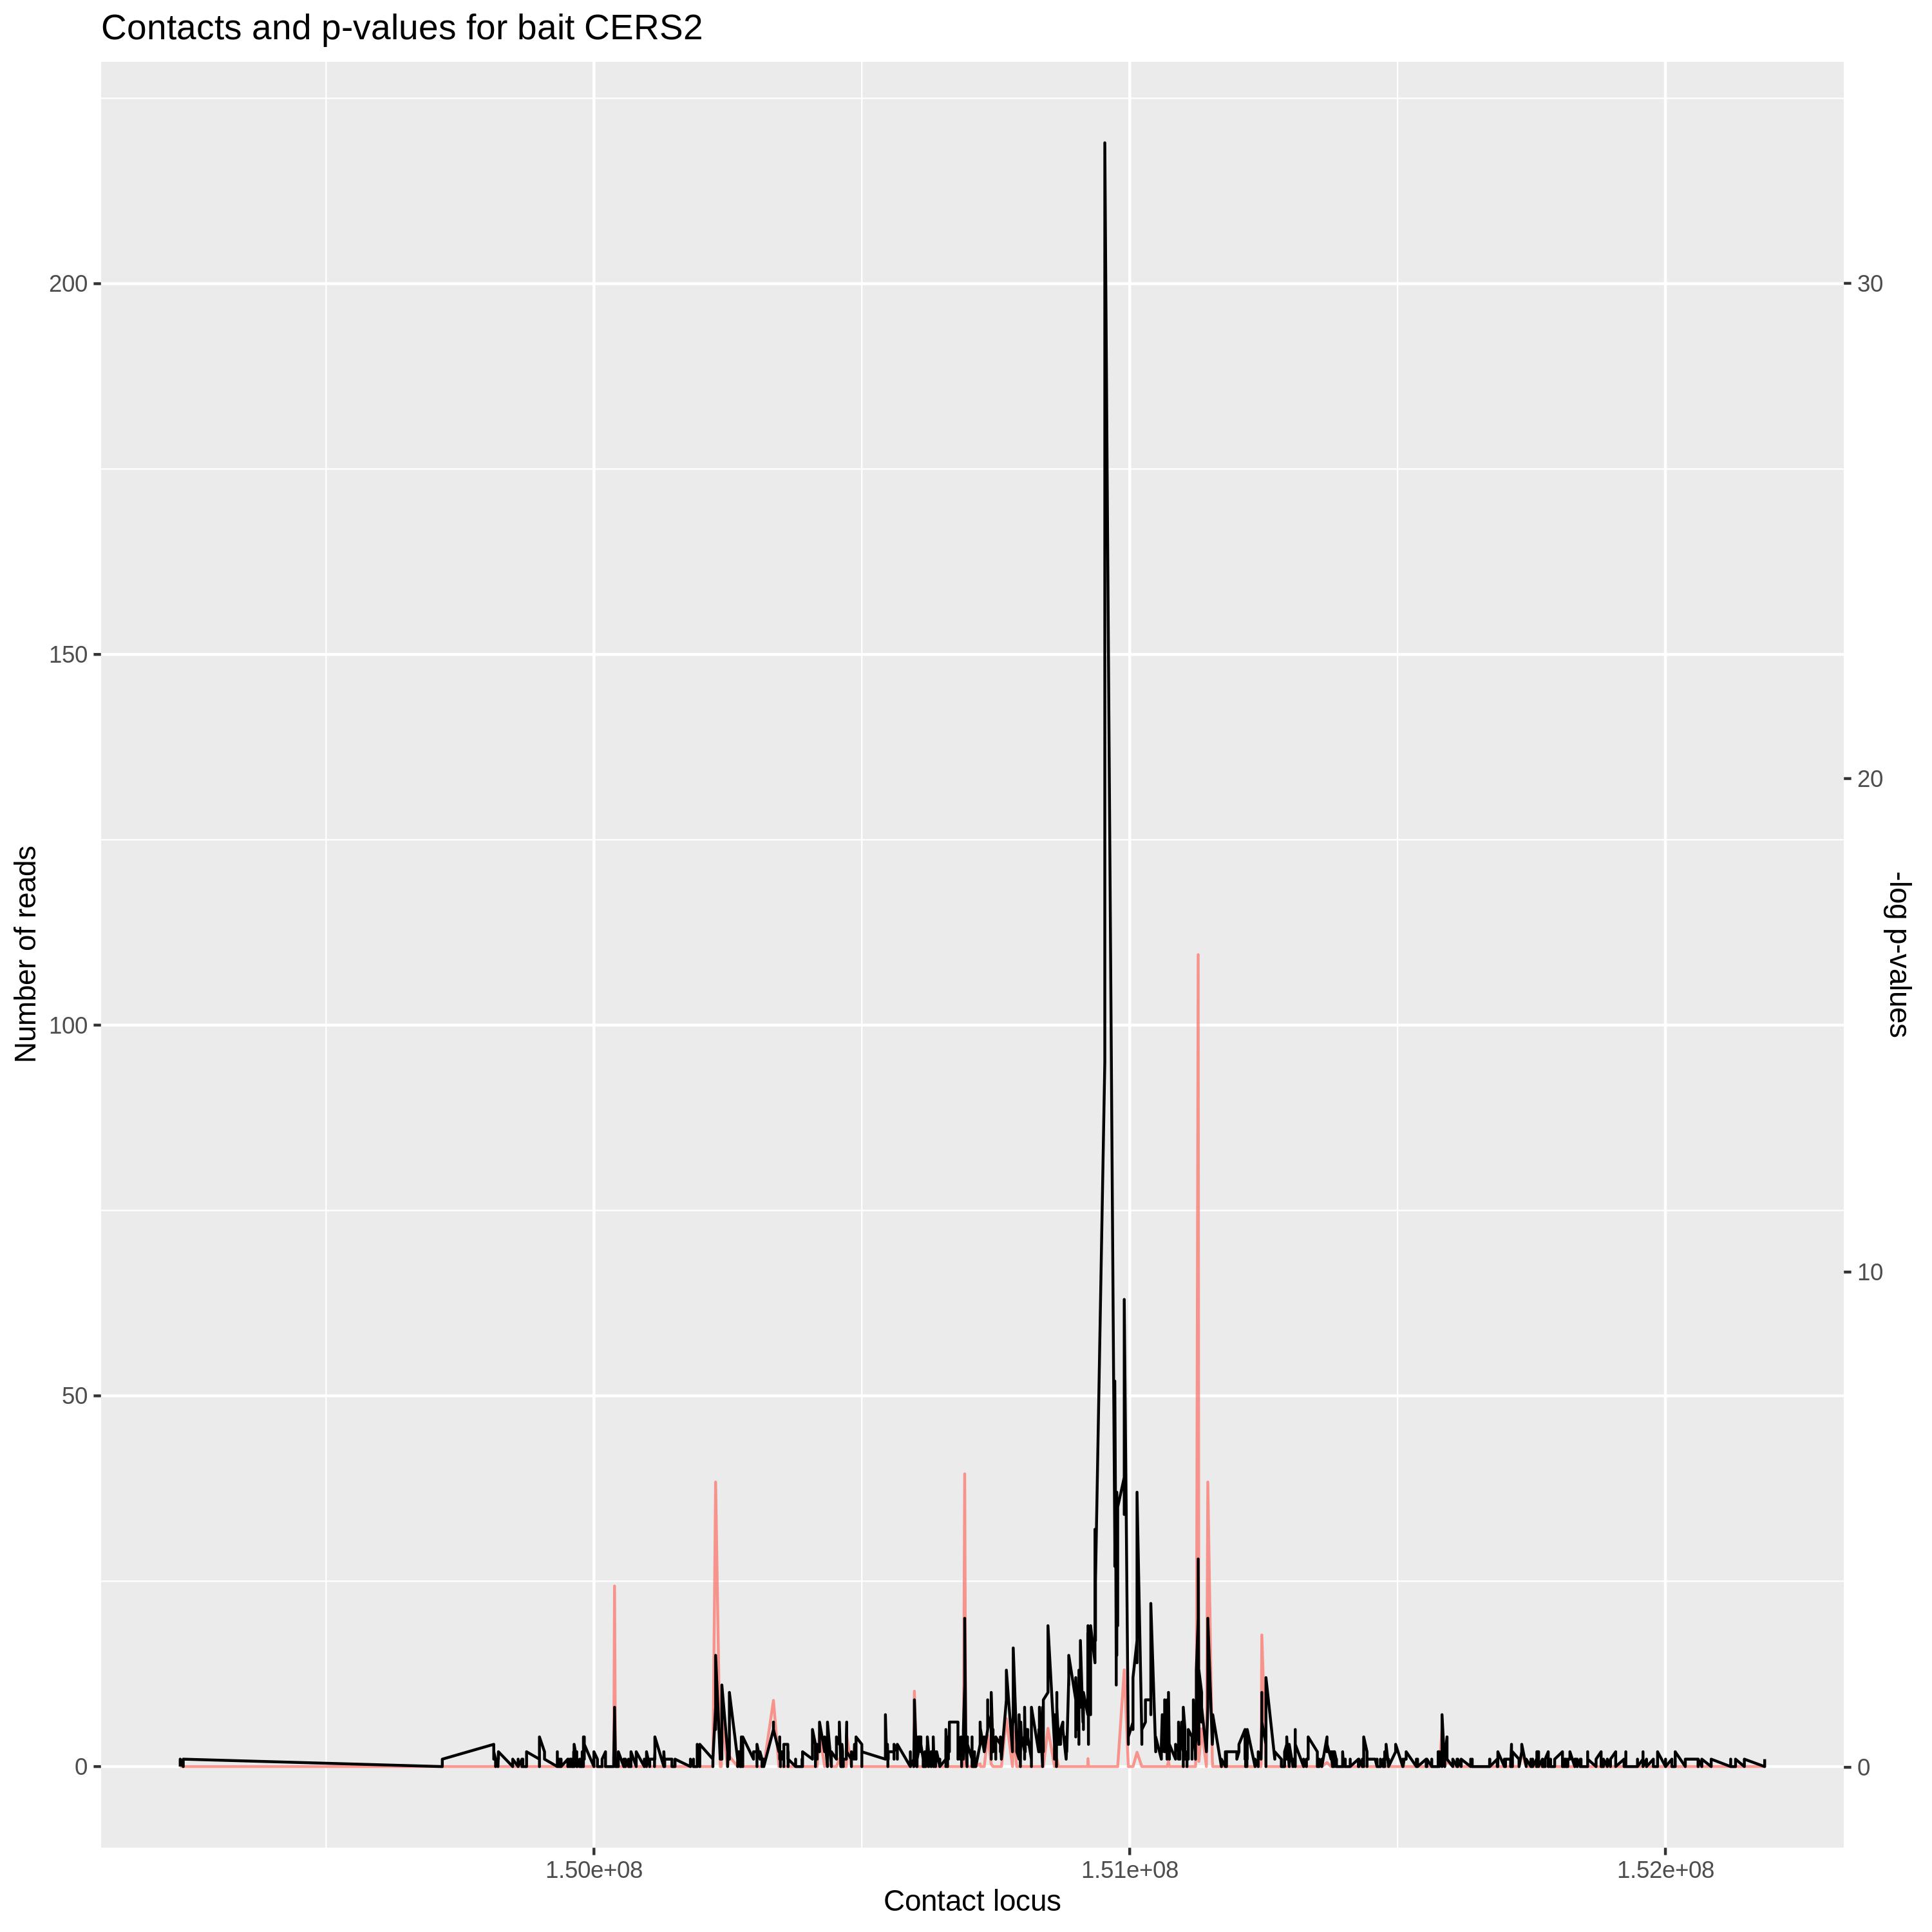 Contacts and p-values for bait CERS2
200
150
100
50
0
30
20
10
0
Number of reads
-log p-values
1.50e+08
1.51e+08
1.52e+08
Contact locus